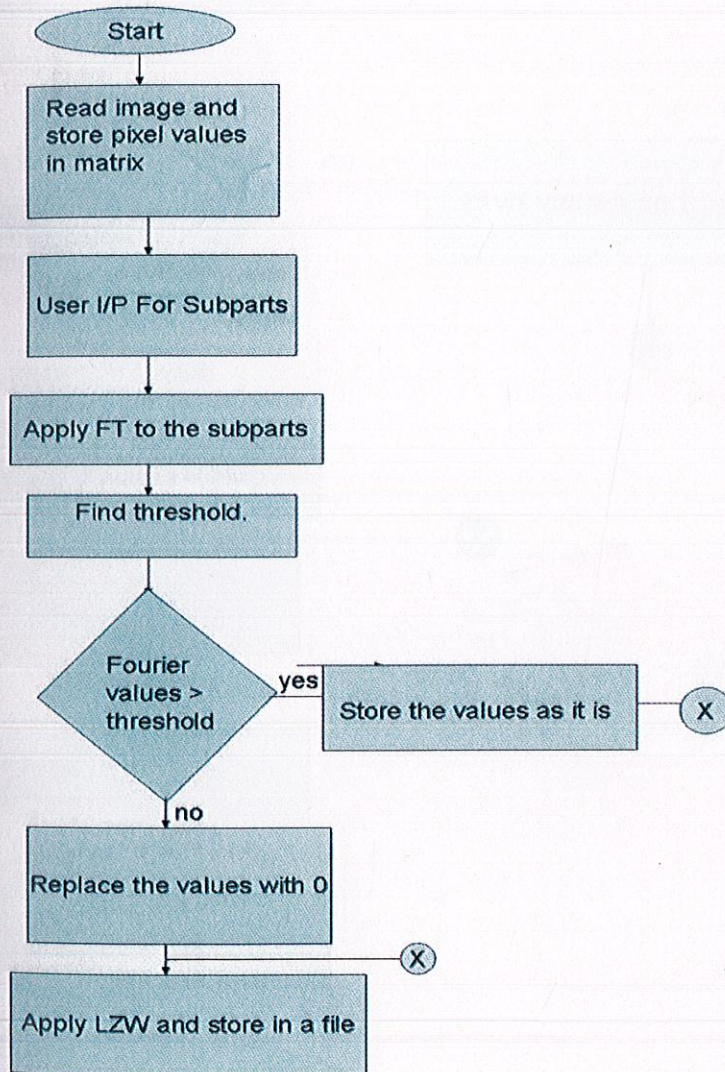 Start
Read image and
store pixel values
in matrix
User I/P For Subparts
Apply FT to the subparts
Find threshold.
Fourier
values >
threshold
yes
Store the values as it is
X
no
Replace the values with 0
X
Apply LZW and store in a file